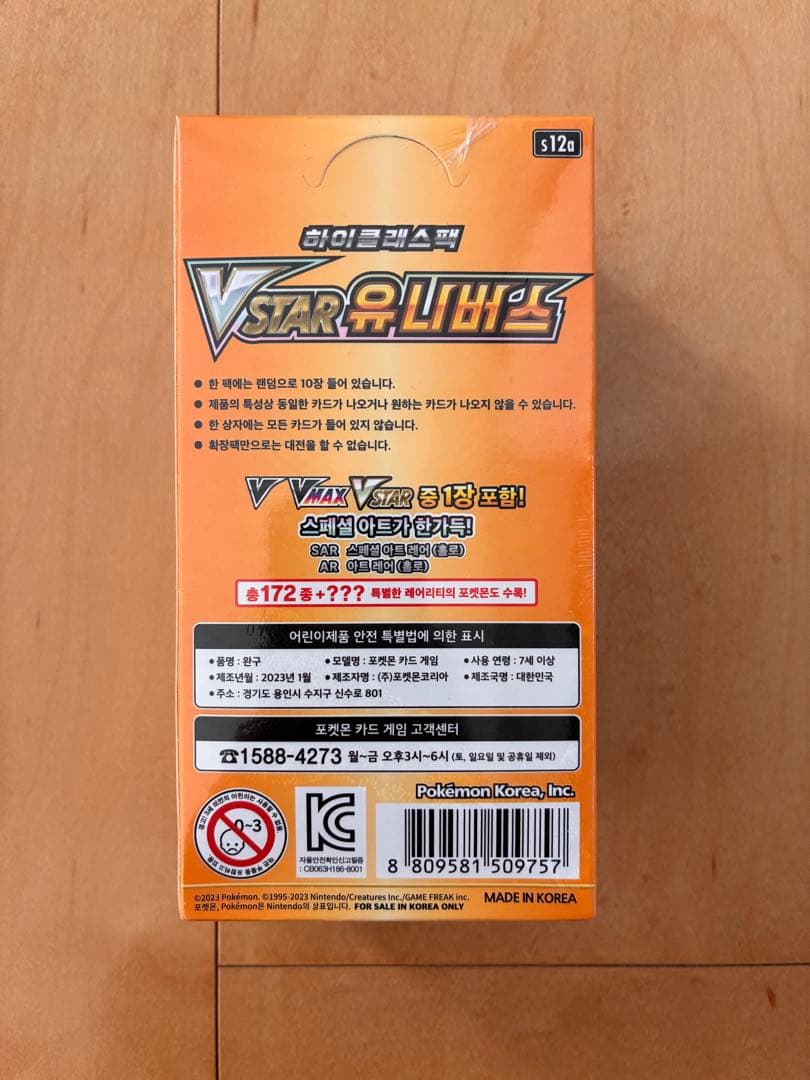 s12a
하이클래스팩
VSTAR 유니버스
● 한 팩에는 랜덤으로 10장 들어 있습니다.
● 제품의 특성상 동일한 카드가 나오거나 원하는 카드가 나오지 않을 수 있습니다.
● 한 상자에는 모든 카드가 들어 있지 않습니다.
● 확장팩만으로는 대전을 할 수 없습니다.
V VMAX VSTAR 중 1장 포함!
스페셜 아트가 한가득!
SAR 스페셜 아트 레어 (홀로)
AR 아트 레어 (홀로)
총 172 종 + ??? 특별한 레어리티의 포켓몬도 수록!
어린이제품 안전 특별법에 의한 표시
● 품명 : 완구 ● 모델명 : 포켓몬 카드 게임 ● 사용 연령 : 7세 이상
● 제조년월 : 2023년 1월 ● 제조자명 : (주)포켓몬코리아 ● 제조국명 : 대한민국
● 주소 : 경기도 용인시 수지구 신수로 801
포켓몬 카드 게임 고객센터
☎1588-4273 월~금 오후3시~6시 (토, 일요일 및 공휴일 제외)
Pokémon Korea, Inc.
0~3
KC
자율안전확인신고필증
: CB063H186-8001
8 809581 509757
©2023 Pokémon. ©1995-2023 Nintendo/Creatures Inc./GAME FREAK inc.
포켓몬, Pokémon은 Nintendo의 상표입니다. FOR SALE IN KOREA ONLY
MADE IN KOREA